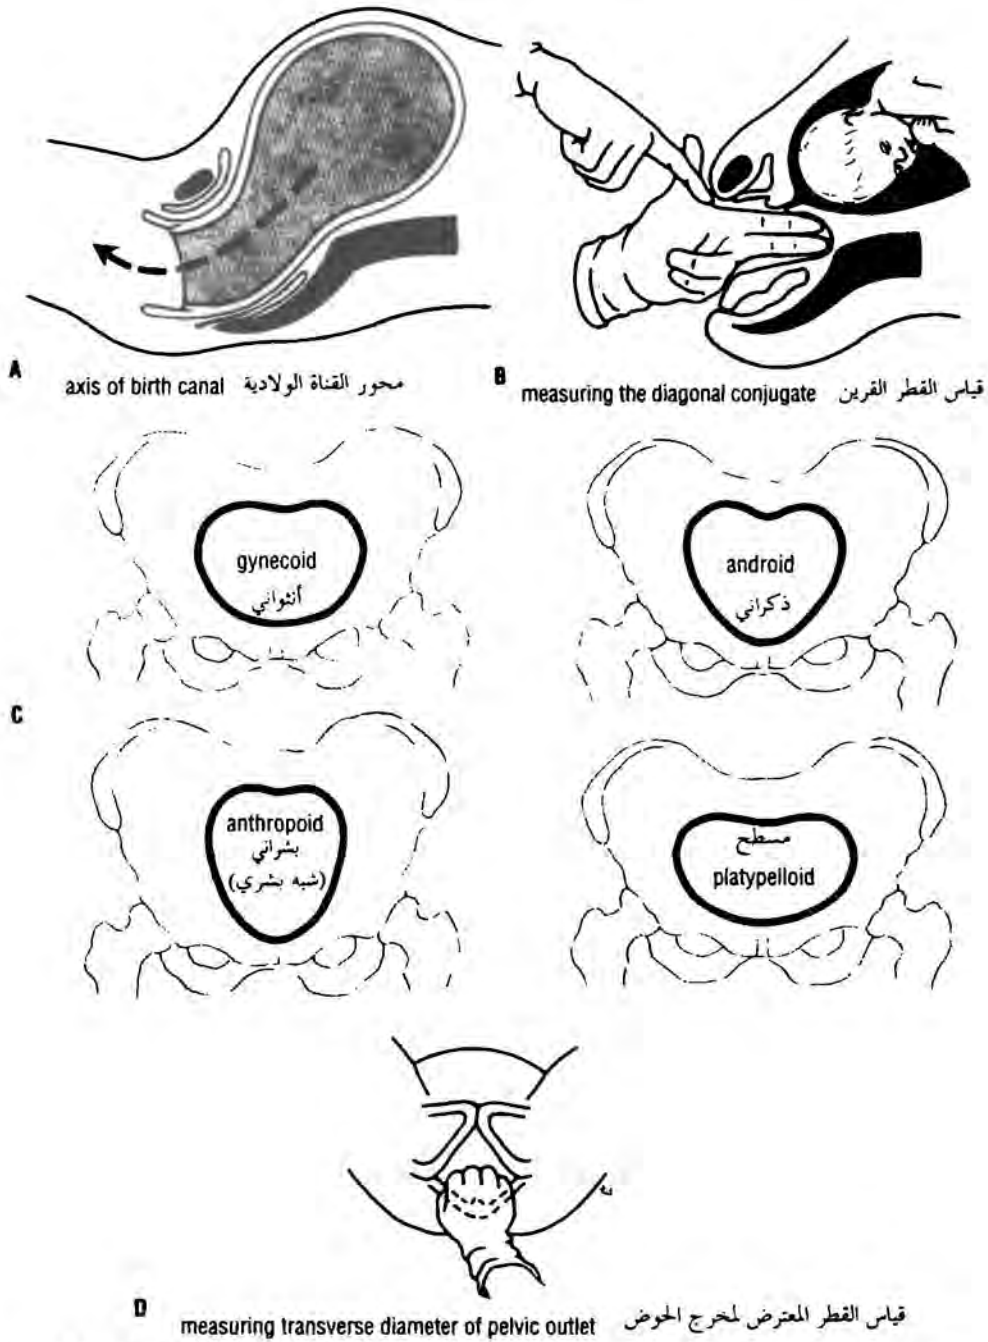 A
axis of birth canal محور القناة الولادية
B
measuring the diagonal conjugate قياس القطر القرين
C
gynecoid
أنثواني
android
ذكراني
anthropoid
بشراني
(شبه بشري)
مسطح
platypelloid
D
measuring transverse diameter of pelvic outlet قياس القطر المعترض لمخرج الحوض